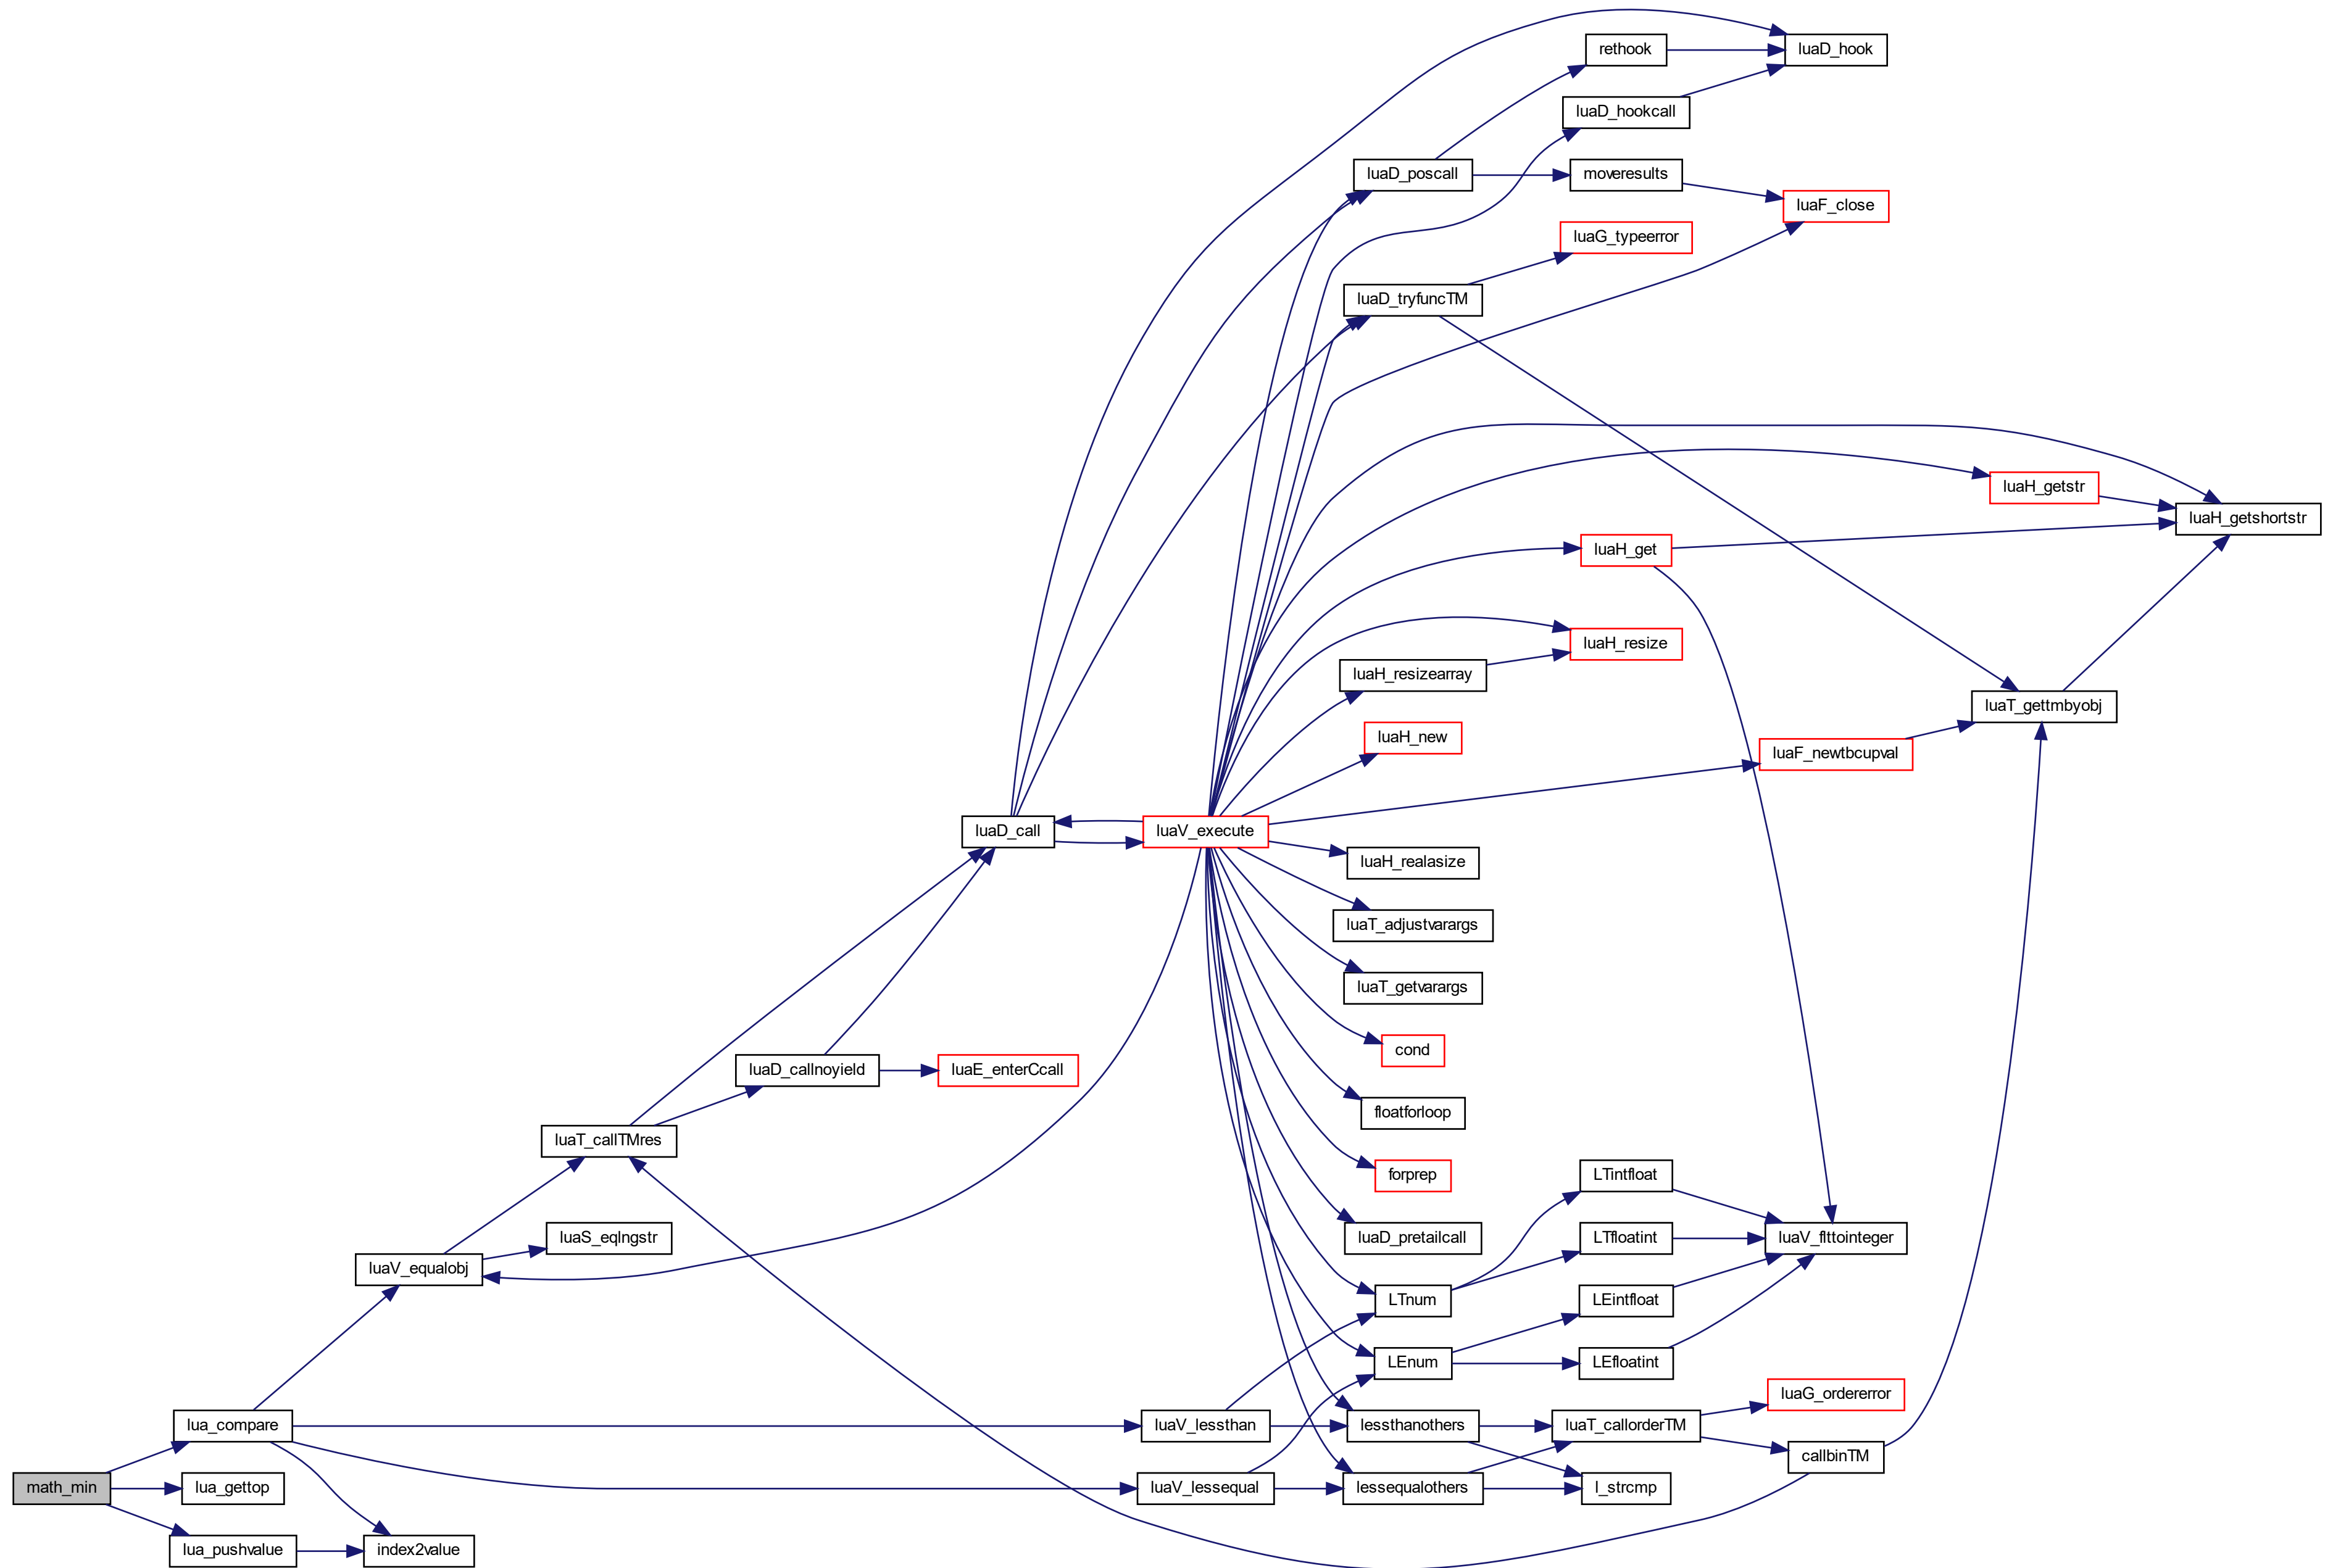 rethook
luaD_hook
luaD_hookcall
luaD_poscall
moveresults
luaF_close
luaG_typeerror
luaD_tryfuncTM
luaH_getstr
luaH_getshortstr
luaH_get
luaH_resize
luaH_resizearray
luaT_gettmbyobj
luaH_new
luaF_newtbcupval
luaD_call
luaV_execute
luaH_realasize
luaT_adjustvarargs
luaT_getvarargs
cond
luaD_callnoyield
luaE_enterCcall
floatforloop
luaT_callTMres
forprep
LTintfloat
luaS_eqlngstr
luaD_pretailcall
LTfloatint
luaV_flttointeger
luaV_equalobj
LTnum
LEintfloat
LEnum
LEfloatint
luaG_ordererror
lua_compare
luaV_lessthan
lessthanothers
luaT_callorderTM
callbinTM
math_min
lua_gettop
luaV_lessequal
lessequalothers
l_strcmp
lua_pushvalue
index2value